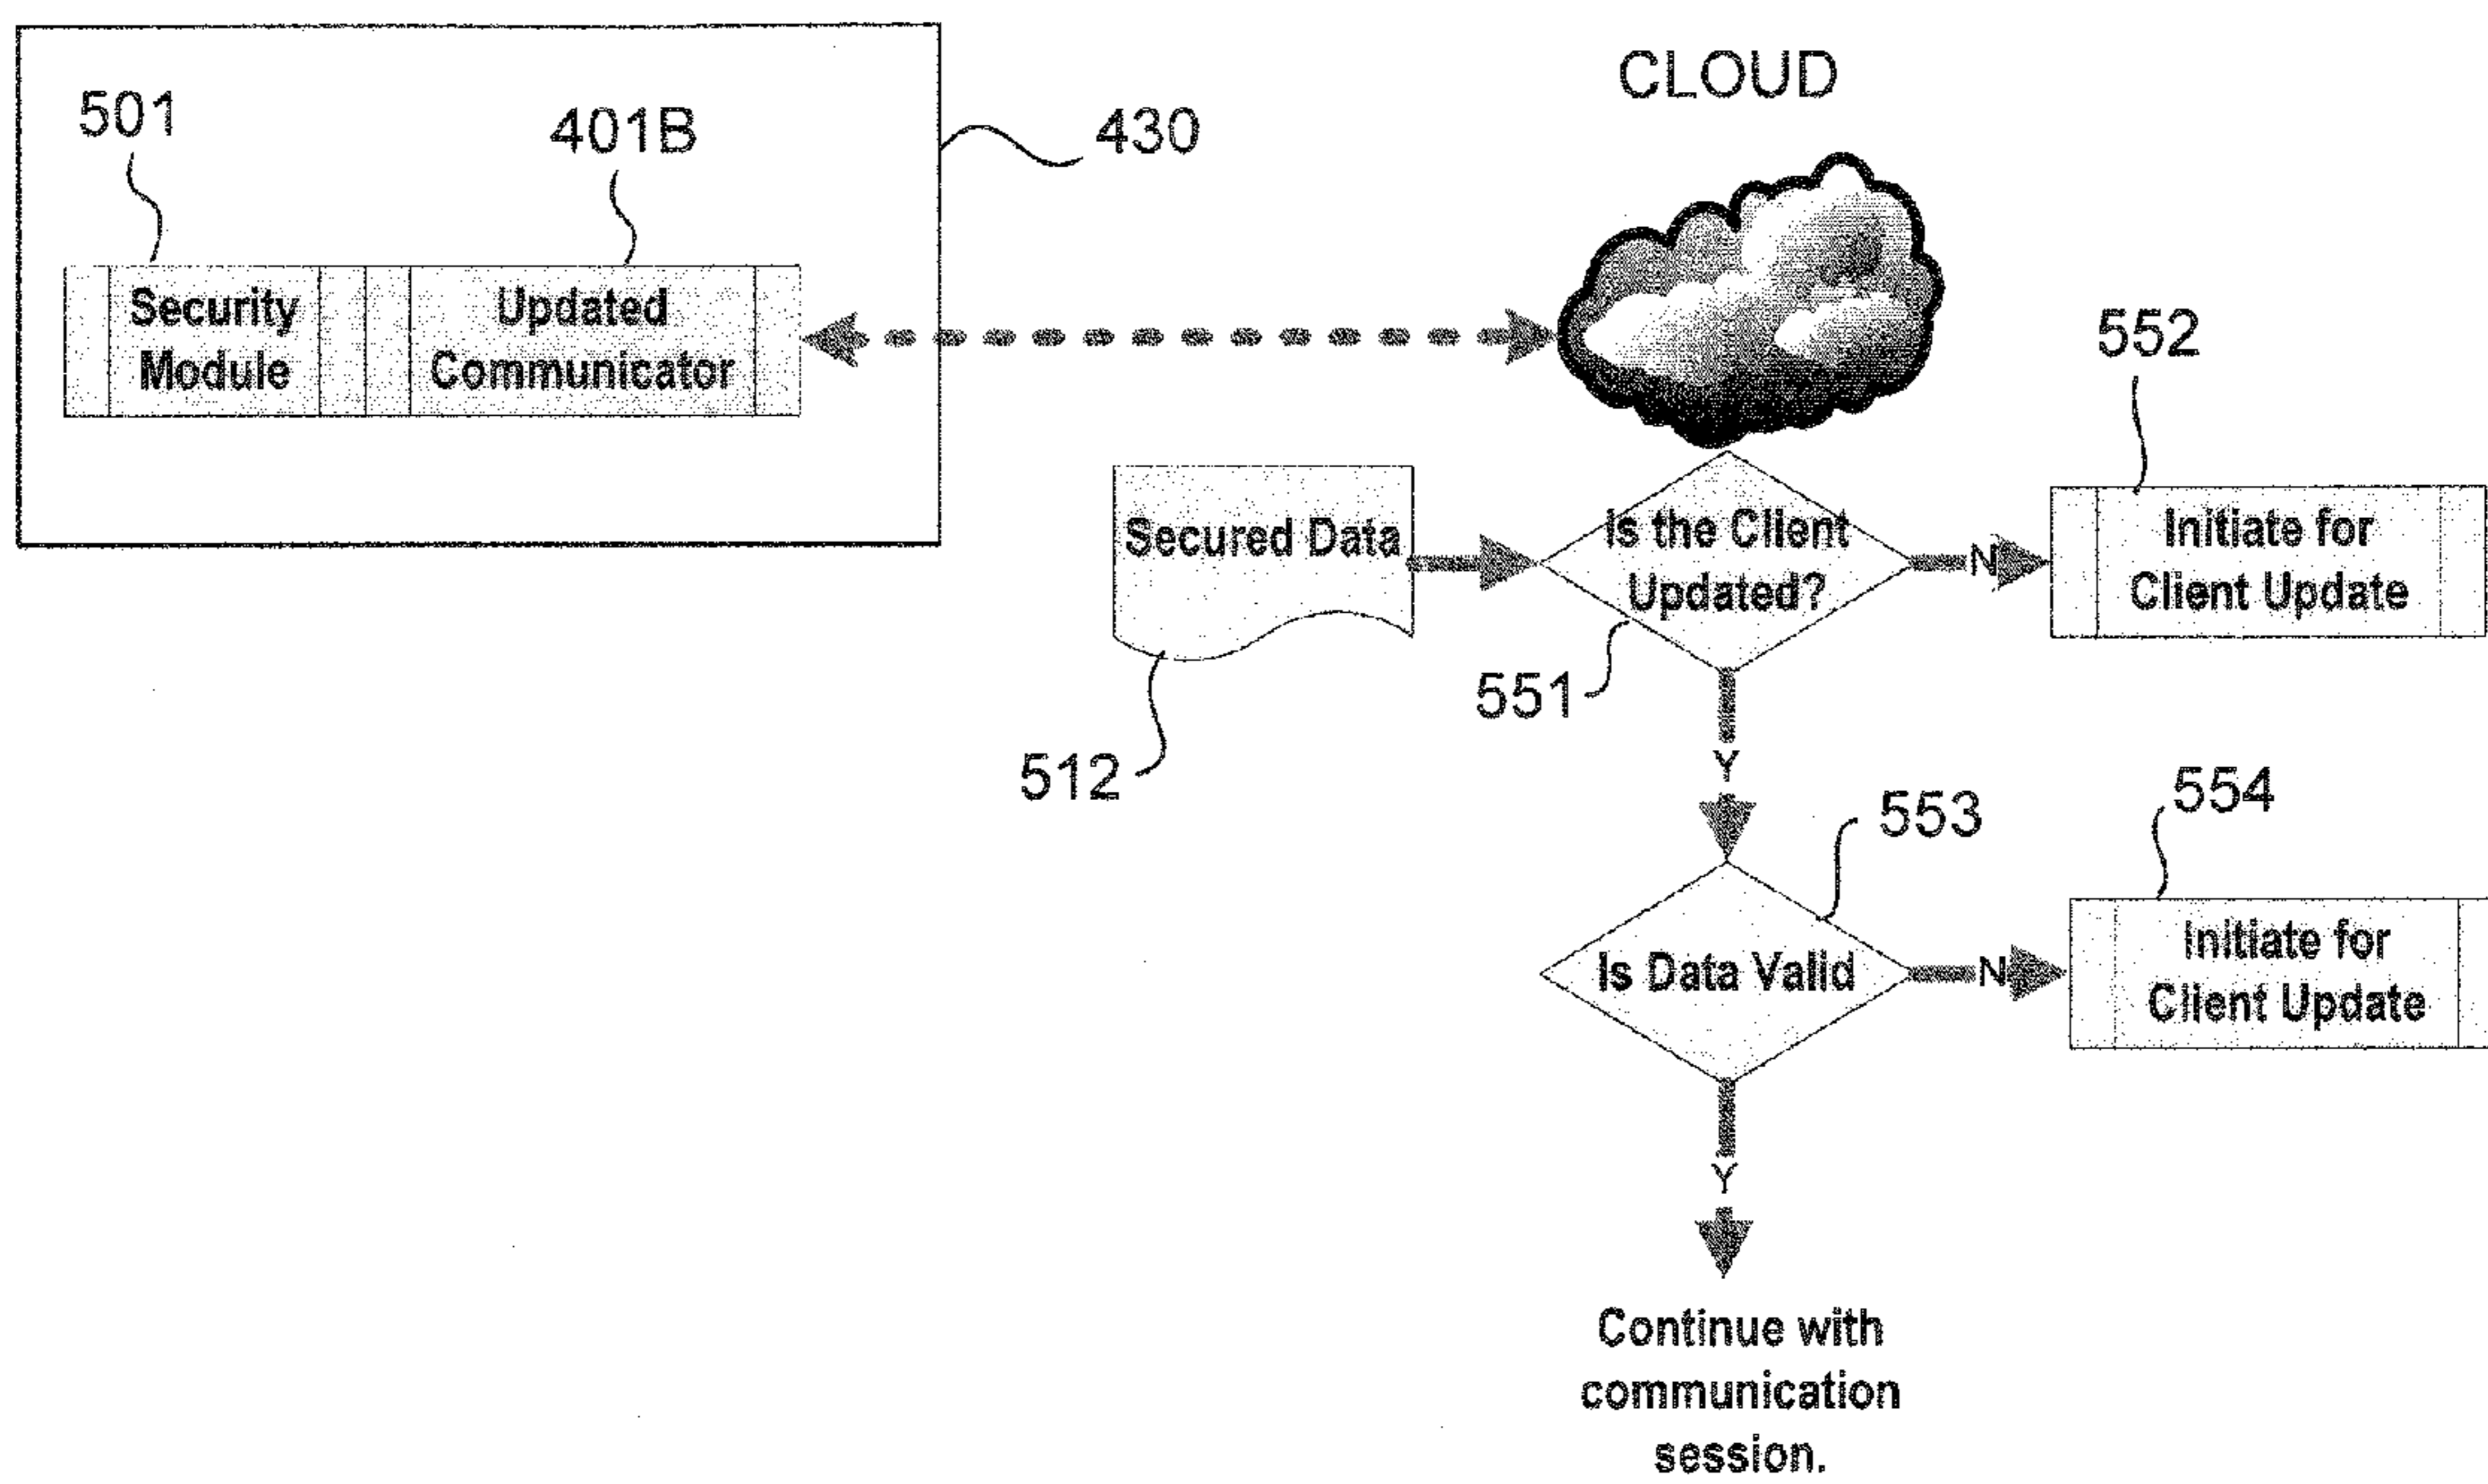 CLOUD
501
401B
430
Security
Module
Updated
Communicator
552
Secured Data
Is the Client
Updated?
N
Initiate for
Client Update
551
512
Y
553
554
Is Data Valid
N
Initiate for
Client Update
Y
Continue with
communication
session.